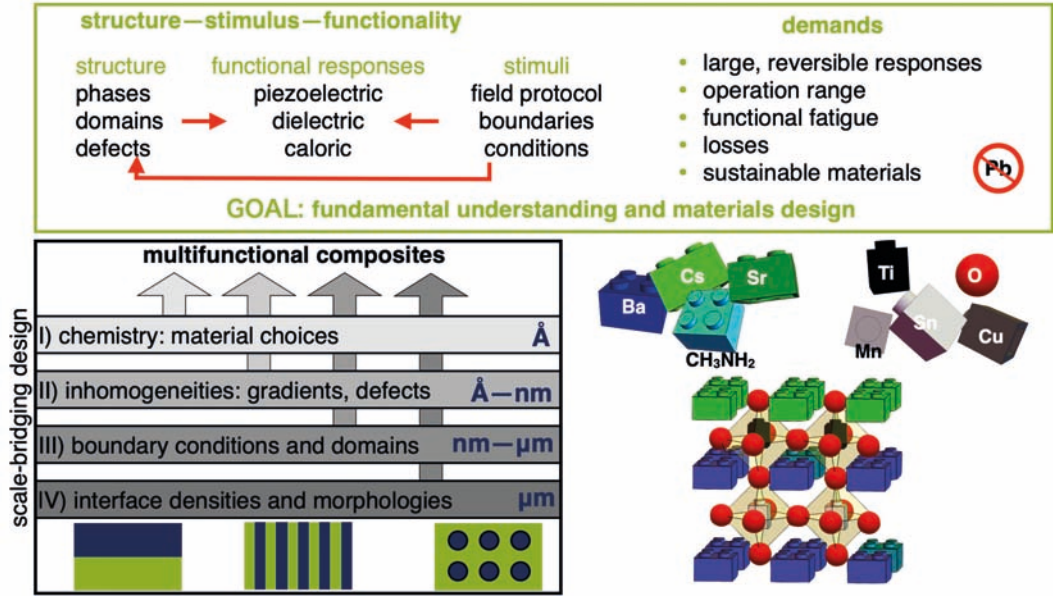 structure—stimulus—functionality
structure
phases
domains
defects
functional responses
piezoelectric
dielectric
caloric
stimuli
field protocol
boundaries
conditions
demands
• large, reversible responses
• operation range
• functional fatigue
• losses
• sustainable materials
Pb
GOAL: fundamental understanding and materials design
scale-bridging design
multifunctional composites
I) chemistry: material choices Å
II) inhomogeneities: gradients, defects Å—nm
III) boundary conditions and domains nm—µm
IV) interface densities and morphologies µm
Ba
Cs
Sr
CH₃NH₂
Ti
O
Mn
Sn
Cu